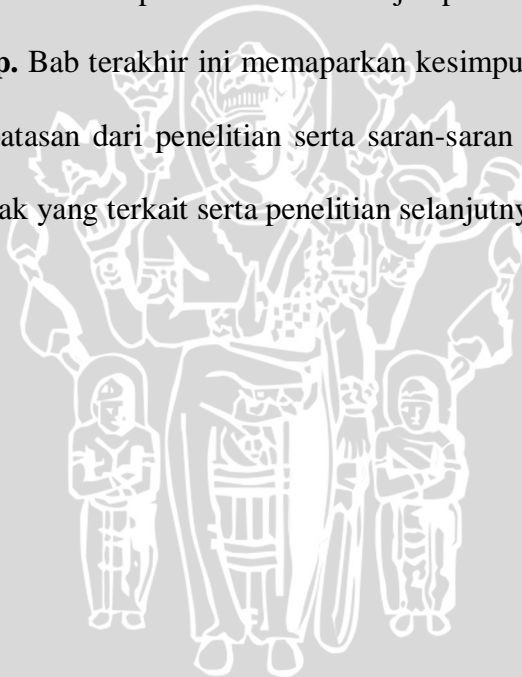 p. Bab terakhir ini memaparkan kesimpu
atasan dari penelitian serta saran-saran
ak yang terkait serta penelitian selanjutny